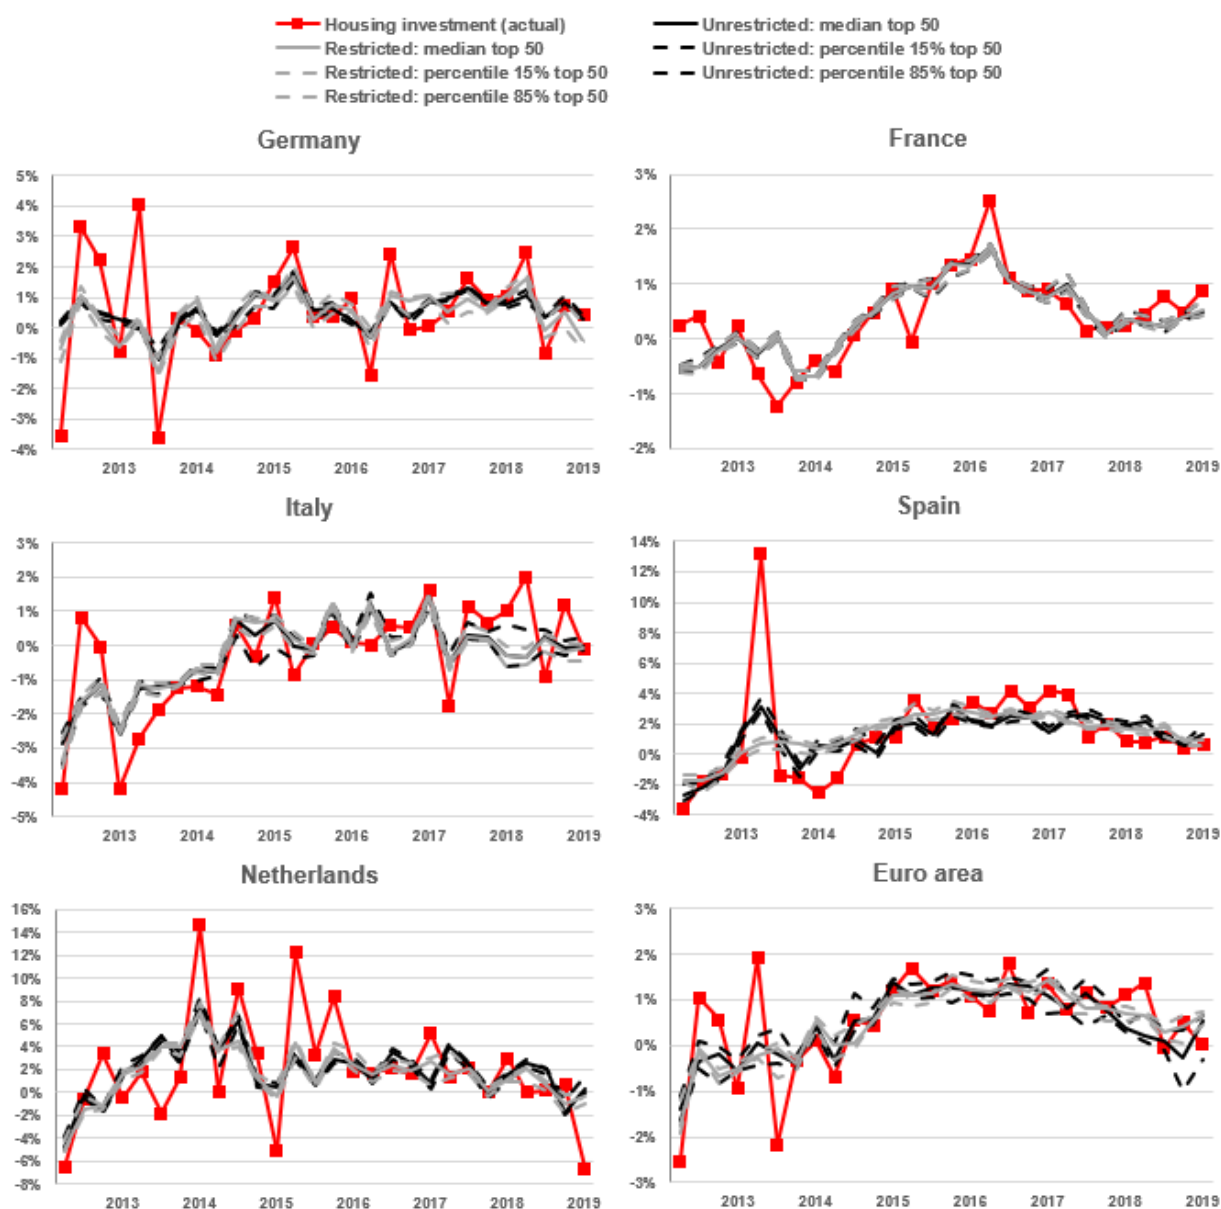 Housing investment (actual)
Unrestricted: median top 50
Restricted: median top 50
Unrestricted: percentile 15% top 50
Restricted: percentile 15% top 50
Unrestricted: percentile 85% top 50
Restricted: percentile 85% top 50
Germany
5%
4%
3%
2%
1%
0%
-1%
-2%
-3%
-4%
2013 2014 2015 2016 2017 2018 2019
France
3%
2%
1%
0%
-1%
-2%
2013 2014 2015 2016 2017 2018 2019
Italy
3%
2%
1%
0%
-1%
-2%
-3%
-4%
-5%
2013 2014 2015 2016 2017 2018 2019
Spain
14%
12%
10%
8%
6%
4%
2%
0%
-2%
-4%
2013 2014 2015 2016 2017 2018 2019
Netherlands
16%
14%
12%
10%
8%
6%
4%
2%
0%
-2%
-4%
-6%
-8%
2013 2014 2015 2016 2017 2018 2019
Euro area
3%
2%
1%
0%
-1%
-2%
-3%
2013 2014 2015 2016 2017 2018 2019